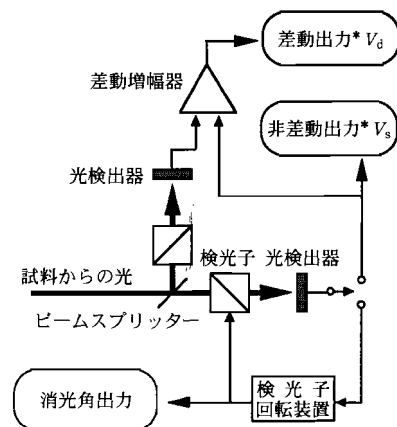 差動出力* Vd
差動増幅器
非差動出力* Vs
光検出器
検光子 光検出器
試料からの光
ビームスプリッター
消光角出力
検光子
回転装置